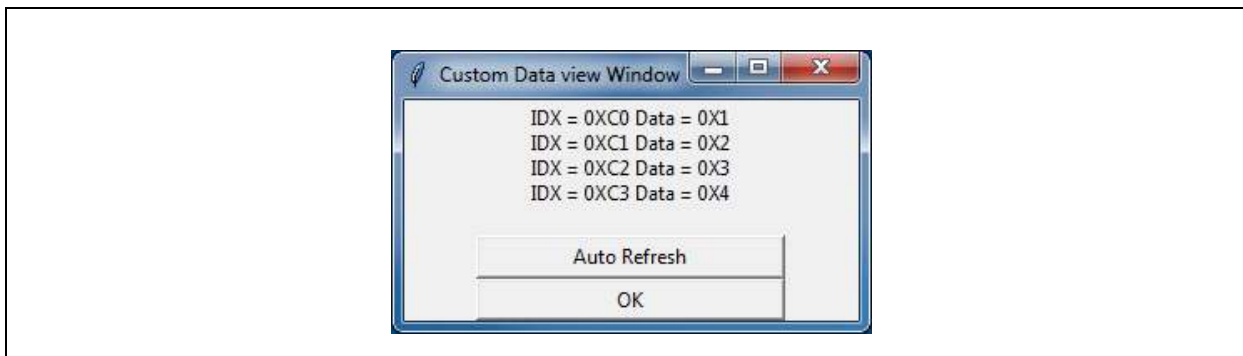 Custom Data view Window
IDX = 0XC0 Data = 0X1
IDX = 0XC1 Data = 0X2
IDX = 0XC2 Data = 0X3
IDX = 0XC3 Data = 0X4
Auto Refresh
OK